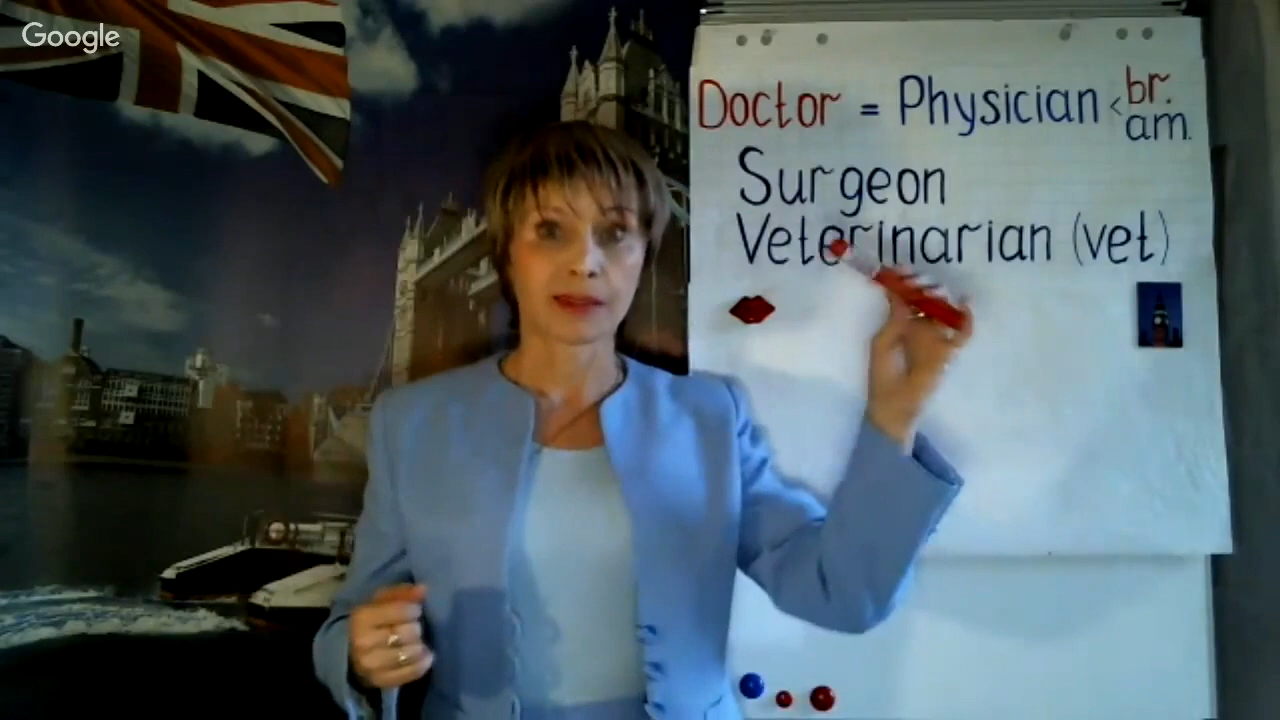 Google
Doctor = Physician < br.
am.
Surgeon
Veterinarian (vet)